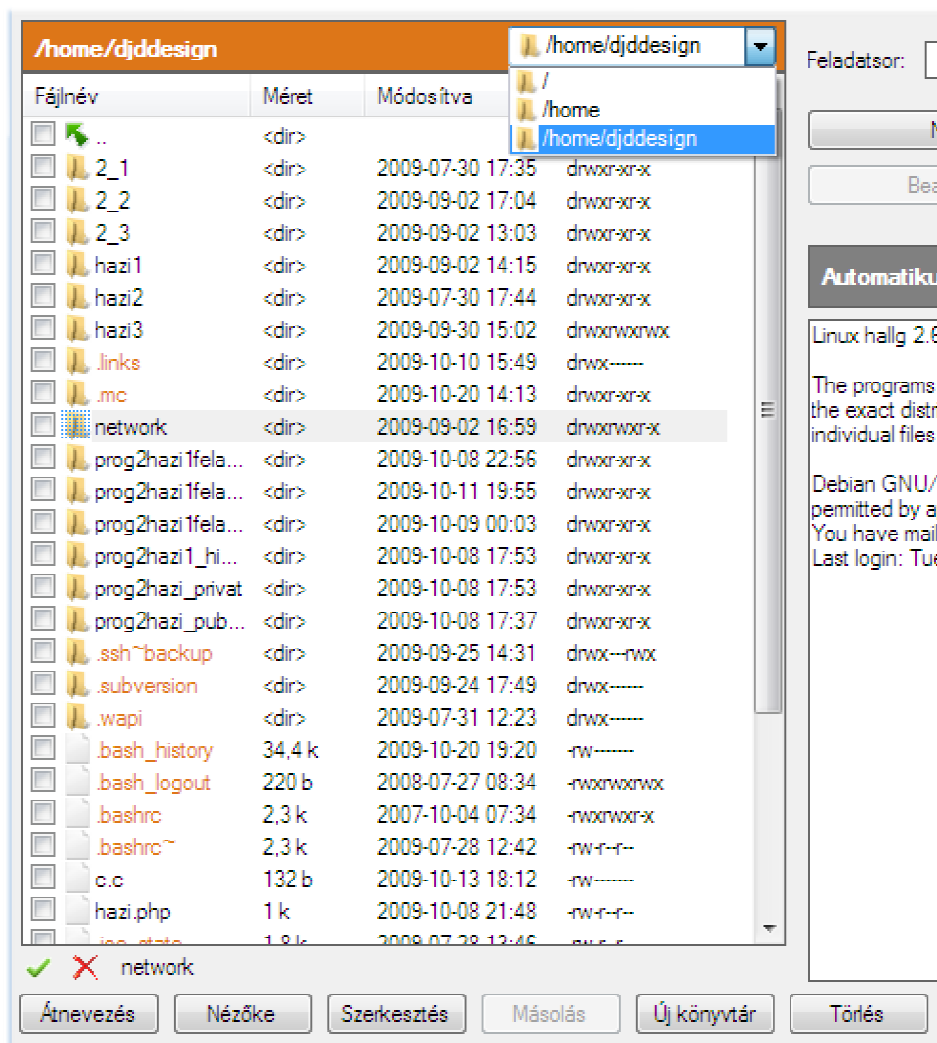 /home/djddesign /home/djddesign
/
/home
/home/djddesign
Feladatsor:
Fájlnév Méret Módosítva
.. <dir>
2_1 <dir> 2009-07-30 17:35 drwxr-xr-x
2_2 <dir> 2009-09-02 17:04 drwxr-xr-x
2_3 <dir> 2009-09-02 13:03 drwxr-xr-x
hazi1 <dir> 2009-09-02 14:15 drwxr-xr-x
hazi2 <dir> 2009-07-30 17:44 drwxr-xr-x
hazi3 <dir> 2009-09-30 15:02 drwxrwxrwx
.links <dir> 2009-10-10 15:49 drwx------
.mc <dir> 2009-10-20 14:13 drwxr-xr-x
network <dir> 2009-09-02 16:59 drwxrwxr-x
prog2hazi1fela... <dir> 2009-10-08 22:56 drwxr-xr-x
prog2hazi1fela... <dir> 2009-10-11 19:55 drwxr-xr-x
prog2hazi1fela... <dir> 2009-10-09 00:03 drwxr-xr-x
prog2hazi1_hi... <dir> 2009-10-08 17:53 drwxr-xr-x
prog2hazi_privat <dir> 2009-10-08 17:53 drwxr-xr-x
prog2hazi_pub... <dir> 2009-10-08 17:37 drwxr-xr-x
.ssh~backup <dir> 2009-09-25 14:31 drwx---rwx
.subversion <dir> 2009-09-24 17:49 drwx------
.wapi <dir> 2009-07-31 12:23 drwx------
.bash_history 34,4 k 2009-10-20 19:20 -rw-------
.bash_logout 220 b 2008-07-27 08:34 -rwxrwxrwx
.bashrc 2,3 k 2007-10-04 07:34 -rwxrwxr-x
.bashrc~ 2,3 k 2009-07-28 12:42 -rw-r--r--
c.c 132 b 2009-10-13 18:12 -rw-------
hazi.php 1 k 2009-10-08 21:48 -rw-r-r--
network
Átnevezés Nézőke Szerkesztés Másolás Új könyvtár Törlés
N
Bea
Automatiku
Linux hallg 2.6
The programs
the exact distr
individual files
Debian GNU/
permitted by a
You have mail
Last login: Tue